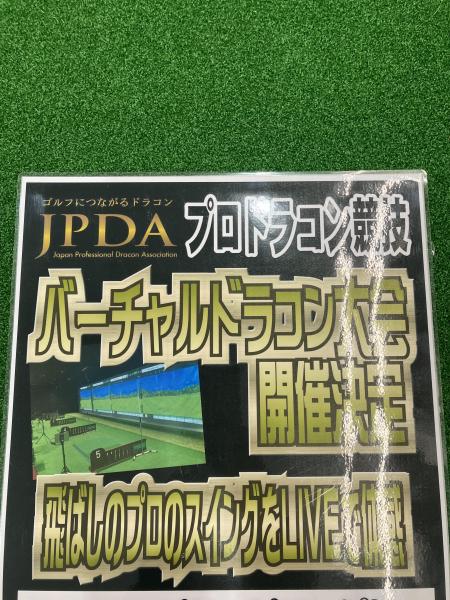 ゴルフにつながるドラコン
JPDA
Japan Professional Dracon Association
プロドラコン競技
バーチャルドラコン大会
開催決定
5
飛ばしのプロのスイングをLIVEで体感